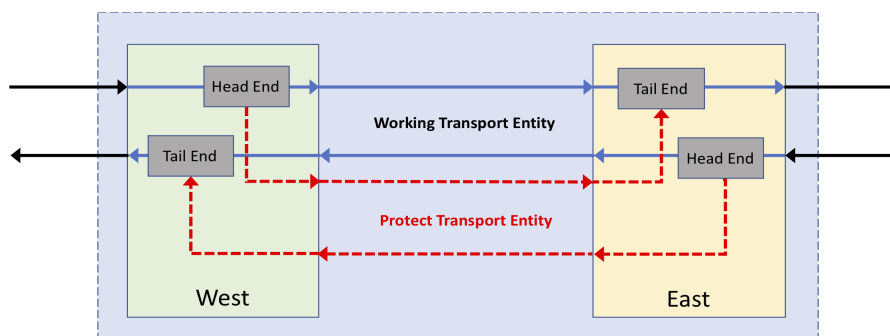 Head End
Tail End
Working Transport Entity
Tail End
Head End
Protect Transport Entity
West
East